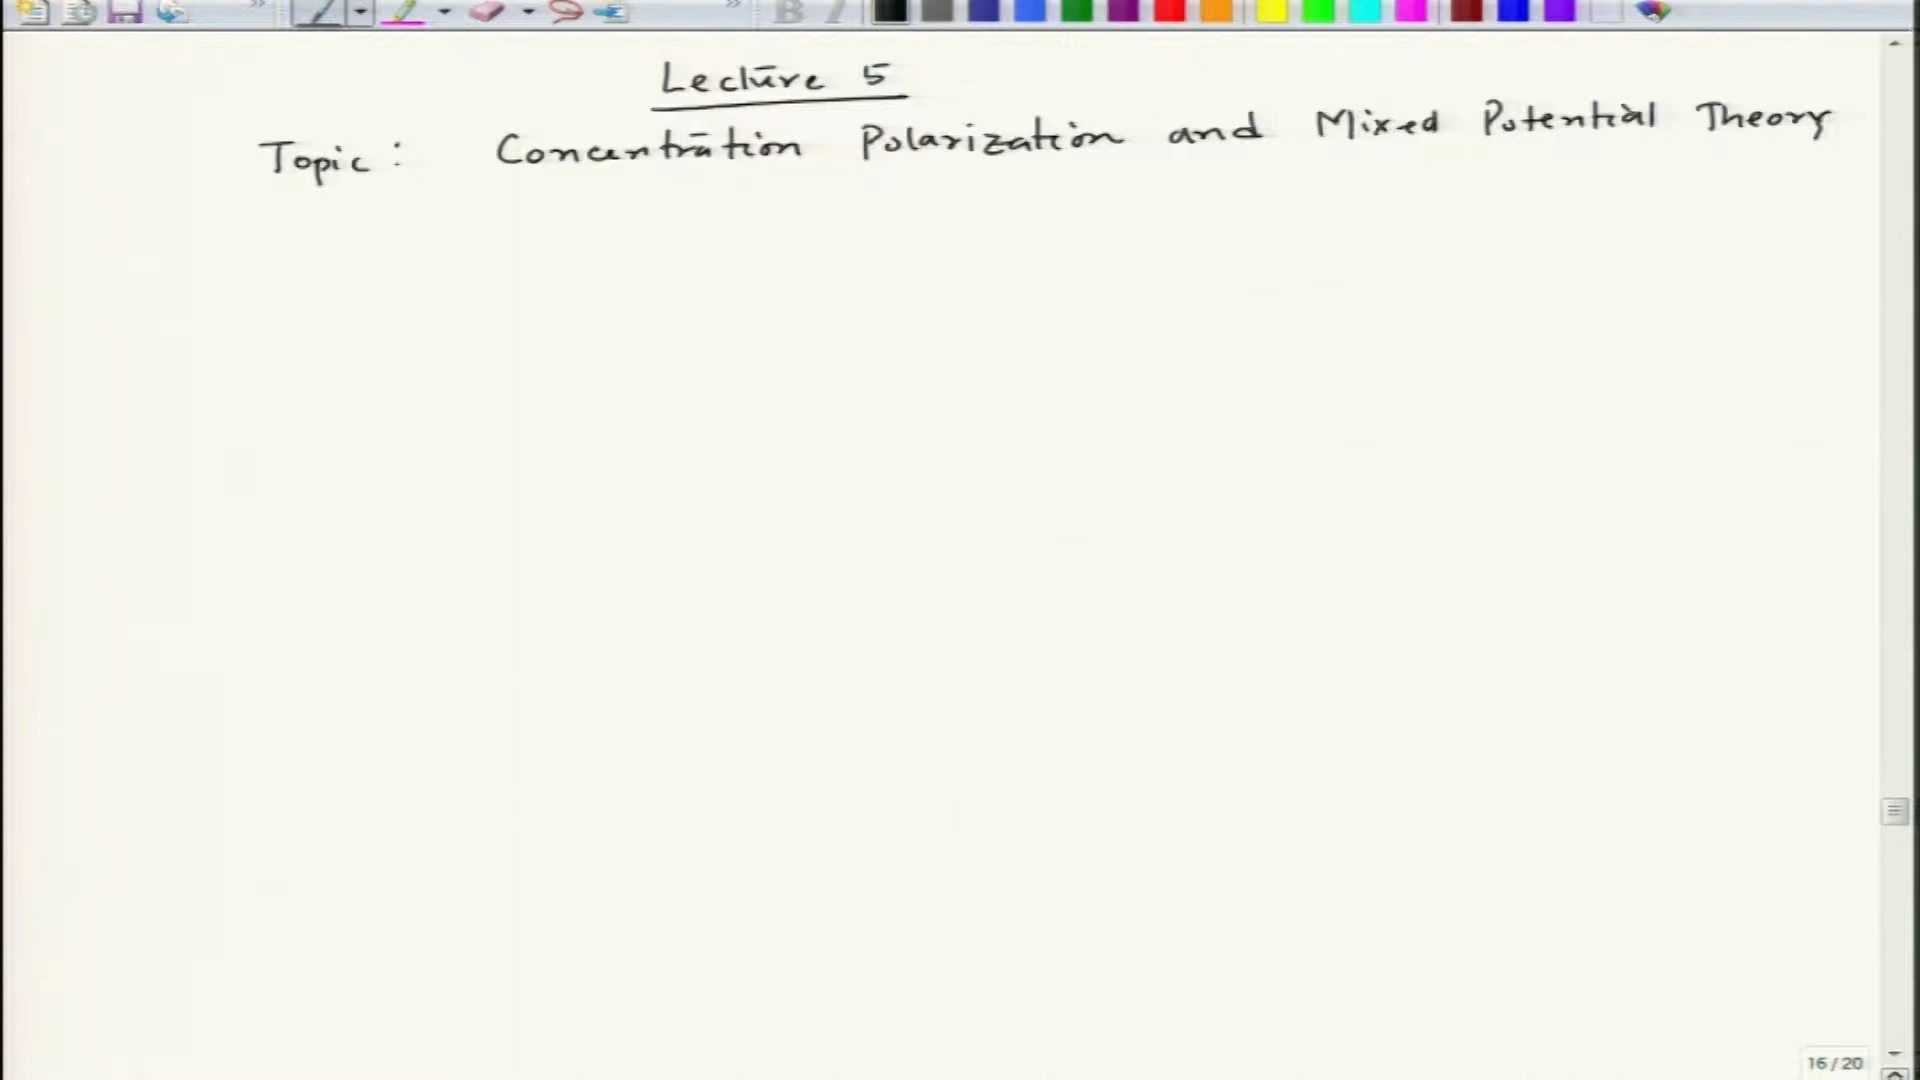 Lecture 5
Topic: Concentration Polarization and Mixed Potential Theory
16/20